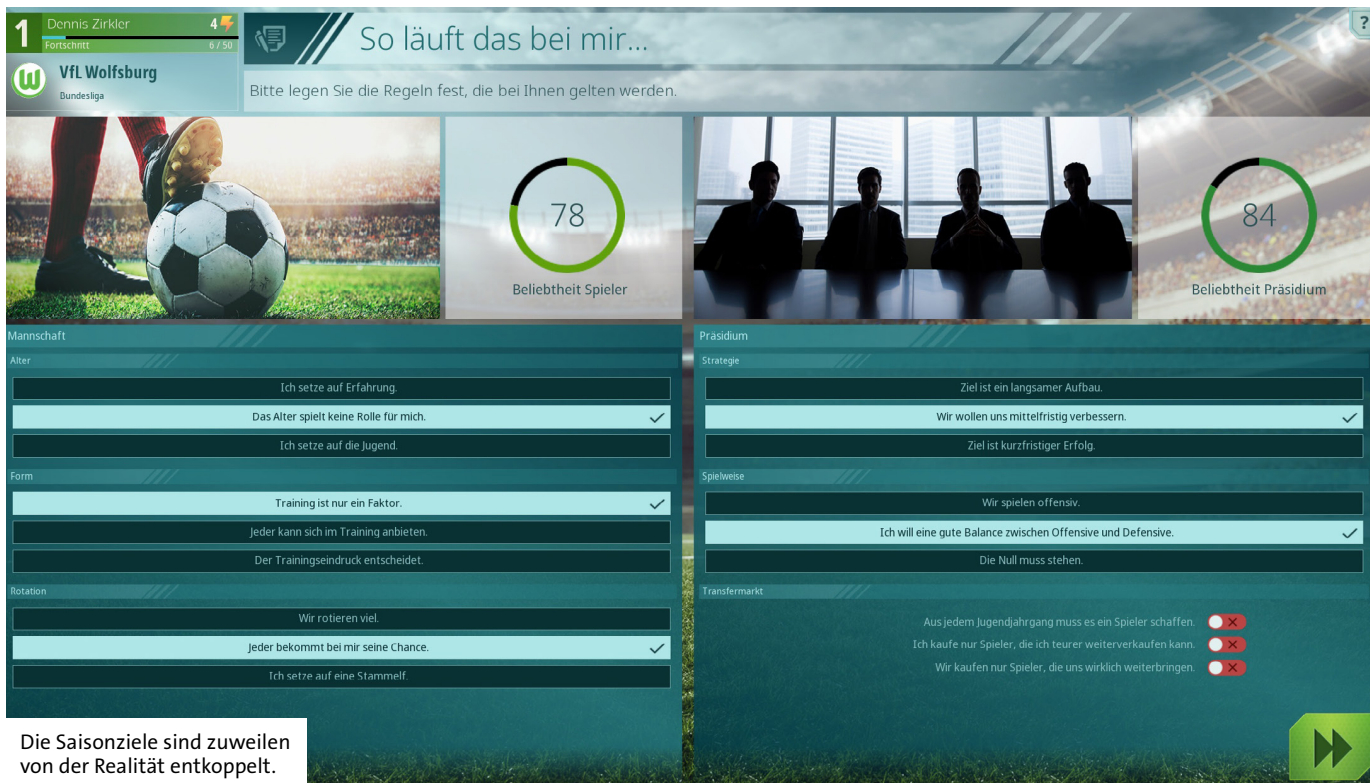 1
Dennis Zirkler
4
Fortschritt
6 / 50
VfL Wolfsburg
Bundesliga
So läuft das bei mir...
?
Bitte legen Sie die Regeln fest, die bei Ihnen gelten werden.
78
Beliebtheit Spieler
84
Beliebtheit Präsidium
Mannschaft
Alter
Ich setze auf Erfahrung.
Das Alter spielt keine Rolle für mich.
Ich setze auf die Jugend.
Form
Training ist nur ein Faktor.
Jeder kann sich im Training anbieten.
Der Trainingseindruck entscheidet.
Rotation
Wir rotieren viel.
Jeder bekommt bei mir seine Chance.
Ich setze auf eine Stammelf.
Präsidium
Strategie
Ziel ist ein langsamer Aufbau.
Wir wollen uns mittelfristig verbessern.
Ziel ist kurzfristiger Erfolg.
Spielweise
Wir spielen offensiv.
Ich will eine gute Balance zwischen Offensive und Defensive.
Die Null muss stehen.
Transfermarkt
Aus jedem Jugendjahrgang muss es ein Spieler schaffen.
Ich kaufe nur Spieler, die ich teurer weiterverkaufen kann.
Wir kaufen nur Spieler, die uns wirklich weiterbringen.
Die Saisonziele sind zuweilen
von der Realität entkoppelt.